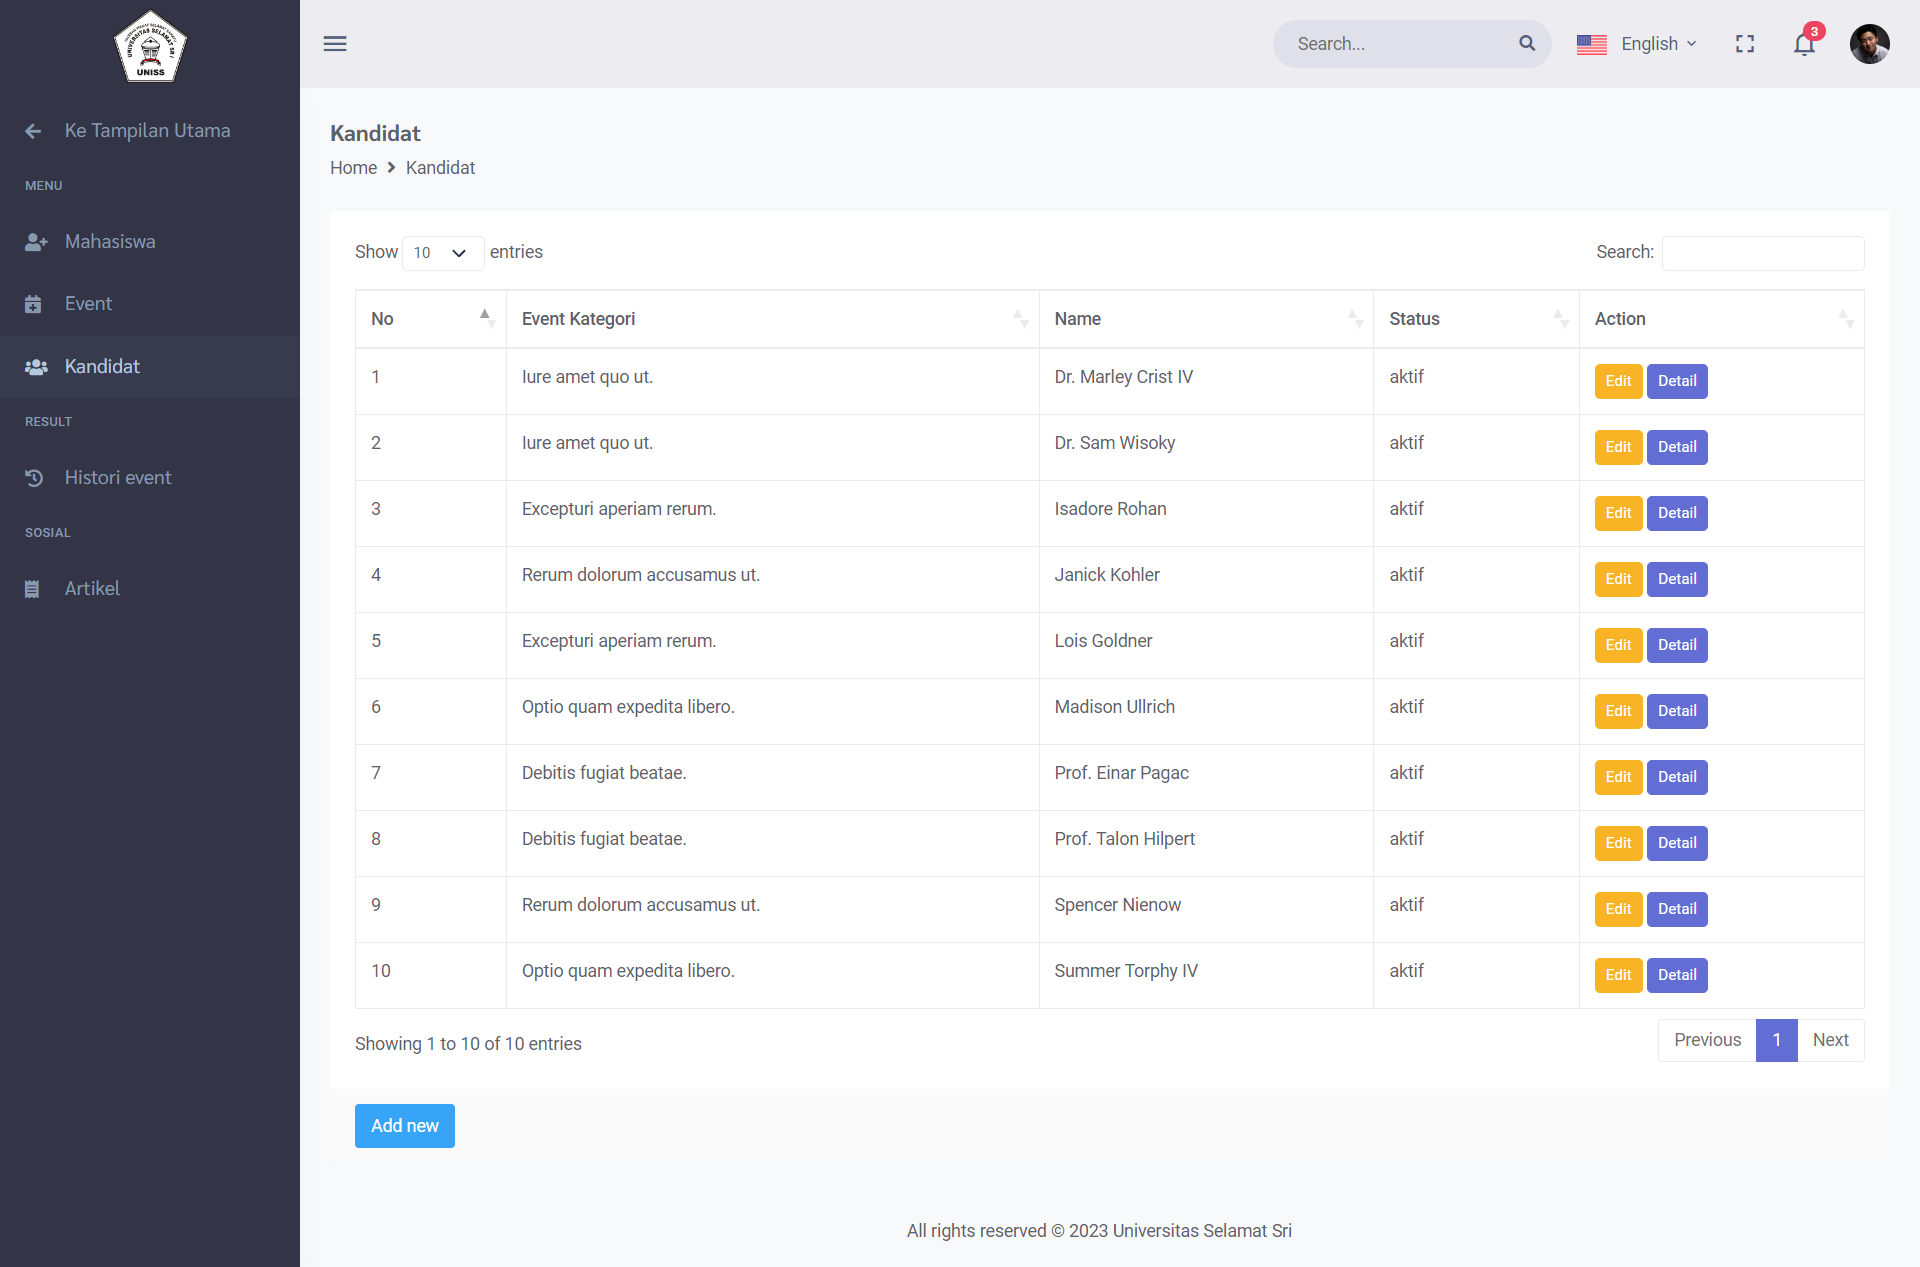 UNIVERSITAS SELAMAT SRI
UNISS
Ke Tampilan Utama
MENU
Mahasiswa
Event
Kandidat
RESULT
Histori event
SOSIAL
Artikel
Search...
English
3
Kandidat
Home Kandidat
Show 10 entries
Search:
No Event Kategori Name Status Action
1 Iure amet quo ut. Dr. Marley Crist IV aktif Edit Detail
2 Iure amet quo ut. Dr. Sam Wisoky aktif Edit Detail
3 Excepturi aperiam rerum. Isadore Rohan aktif Edit Detail
4 Rerum dolorum accusamus ut. Janick Kohler aktif Edit Detail
5 Excepturi aperiam rerum. Lois Goldner aktif Edit Detail
6 Optio quam expedita libero. Madison Ullrich aktif Edit Detail
7 Debitis fugiat beatae. Prof. Einar Pagac aktif Edit Detail
8 Debitis fugiat beatae. Prof. Talon Hilpert aktif Edit Detail
9 Rerum dolorum accusamus ut. Spencer Nienow aktif Edit Detail
10 Optio quam expedita libero. Summer Torphy IV aktif Edit Detail
Showing 1 to 10 of 10 entries
Previous 1 Next
Add new
All rights reserved © 2023 Universitas Selamat Sri